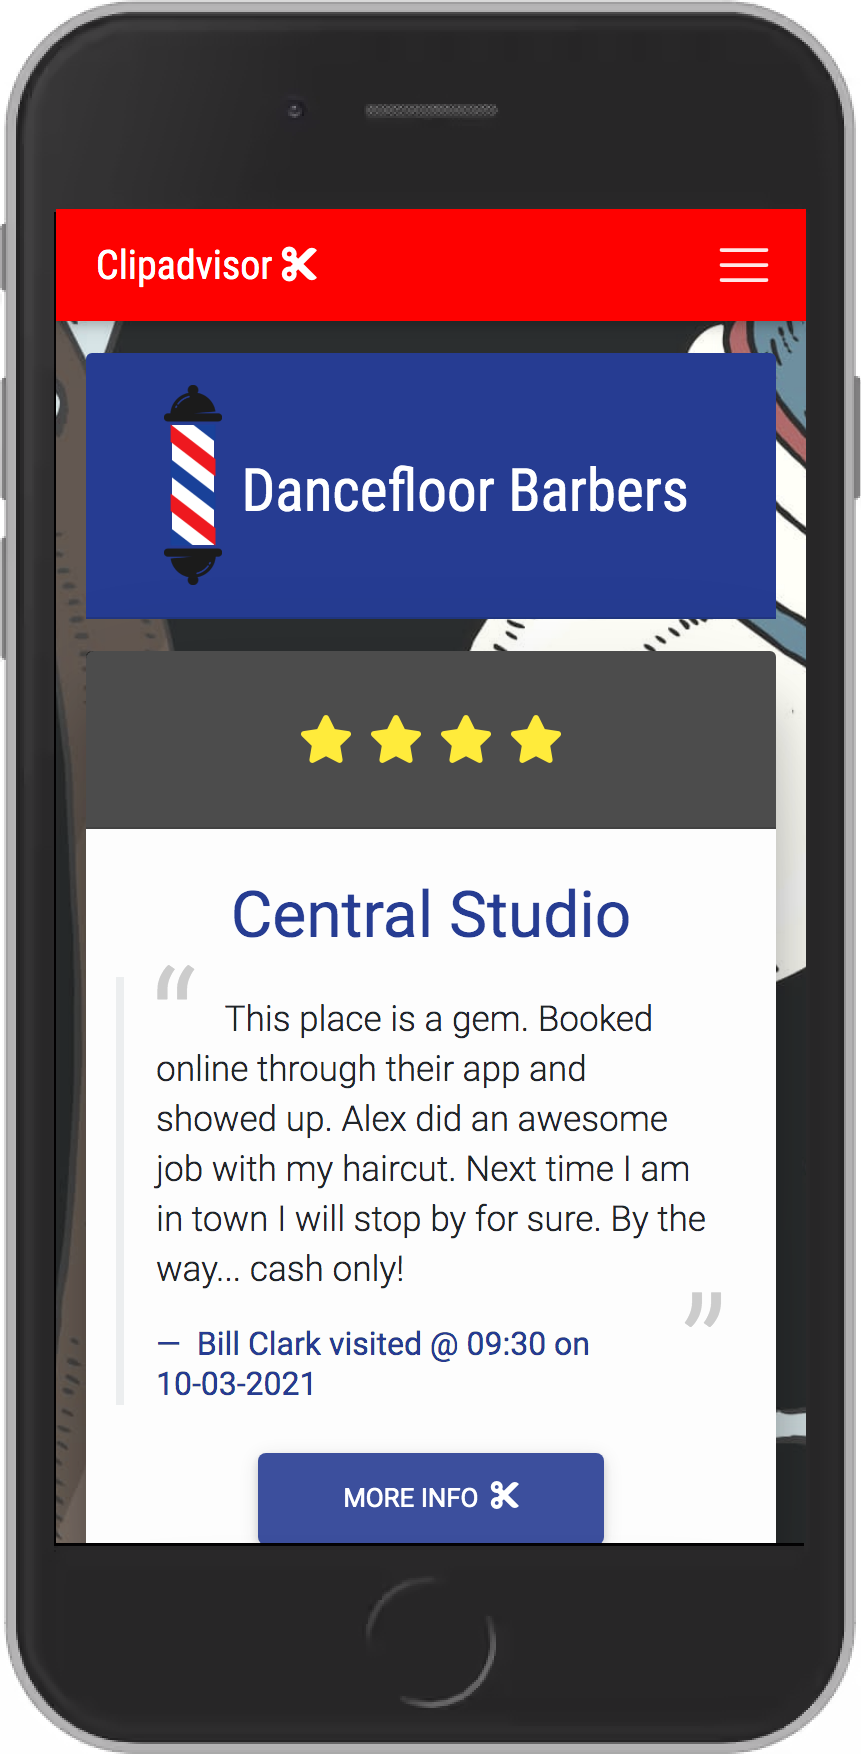 Clipadvisor
Dancefloor Barbers
Central Studio
“
This place is a gem. Booked
online through their app and
showed up. Alex did an awesome
job with my haircut. Next time I am
in town I will stop by for sure. By the
way... cash only!
”
— Bill Clark visited @ 09:30 on
10-03-2021
MORE INFO